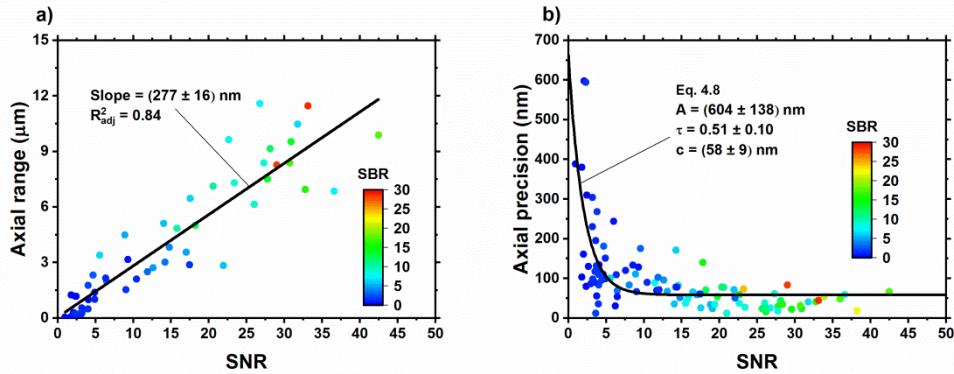 a)
15
12
9
6
3
0
Axial range (μm)
Slope = (277 ± 16) nm
R²adj = 0.84
SBR
30
25
20
15
10
5
0
0 5 10 15 20 25 30 35 40 45 50
SNR
b)
700
600
500
400
300
200
100
0
Axial precision (nm)
Eq. 4.8
A = (604 ± 138) nm
τ = 0.51 ± 0.10
c = (58 ± 9) nm
SBR
30
25
20
15
10
5
0
0 5 10 15 20 25 30 35 40 45 50
SNR